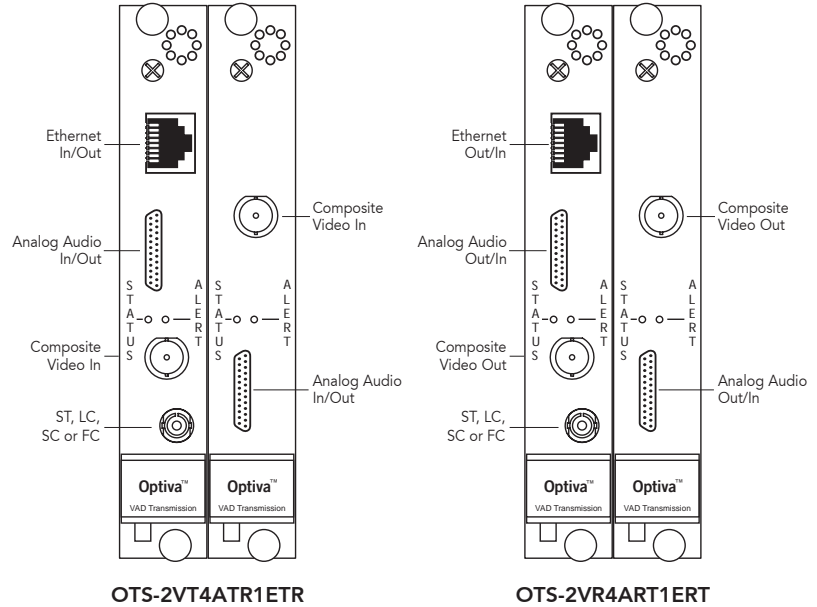 Ethernet
In/Out
Analog Audio
In/Out
Composite
Video In
ST, LC,
SC or FC
Composite
Video In
Analog Audio
In/Out
STATUS
ALERT
STATUS
ALERT
Optiva™
VAD Transmission
Optiva™
VAD Transmission
OTS-2VT4ATR1ETR
Ethernet
Out/In
Analog Audio
Out/In
Composite
Video Out
ST, LC,
SC or FC
Composite
Video Out
Analog Audio
Out/In
STATUS
ALERT
STATUS
ALERT
Optiva™
VAD Transmission
Optiva™
VAD Transmission
OTS-2VR4ART1ERT